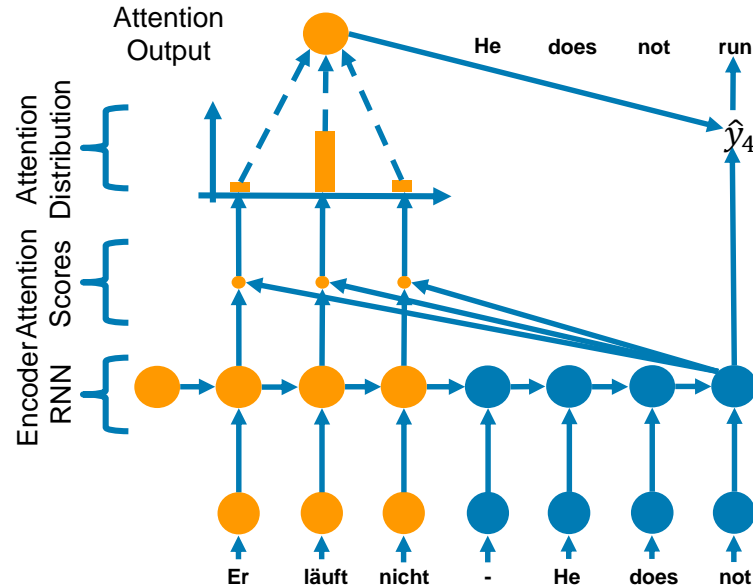 Attention
Output
He does not run
Attention
Distribution
ŷ4
Attention
Scores
Encoder
RNN
Er läuft nicht - He does not